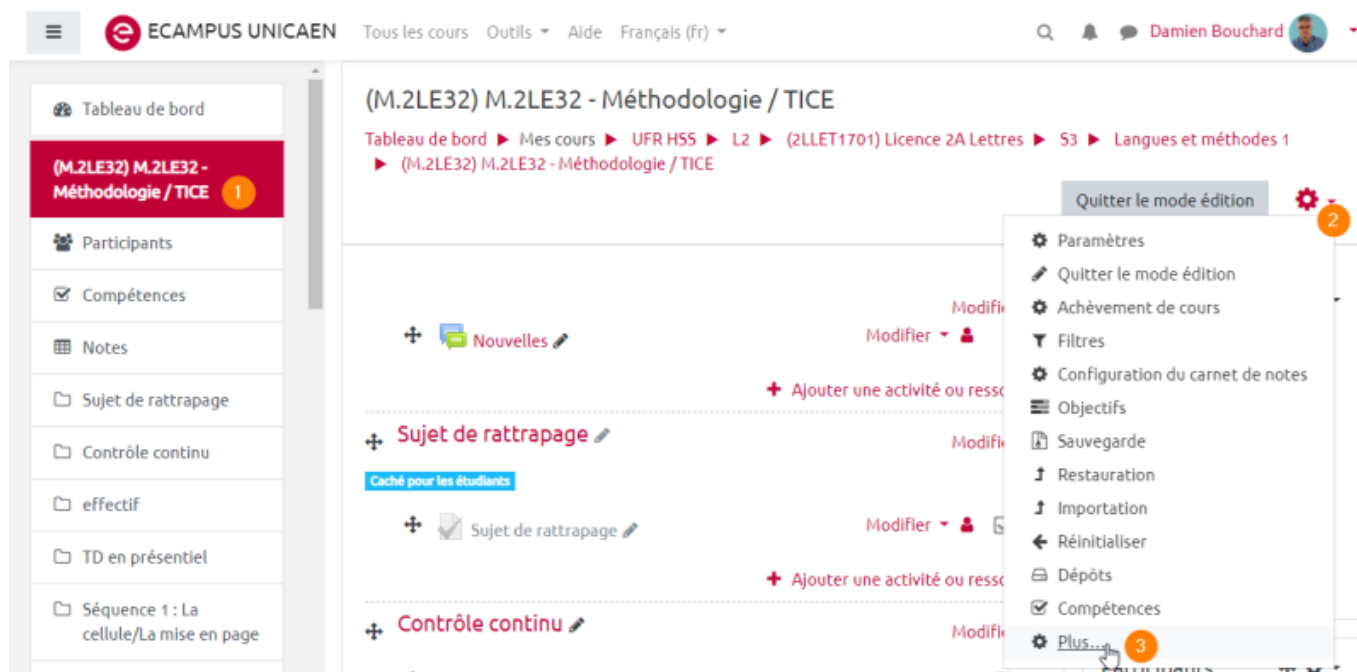 ECAMPUS UNICAEN Tous les cours Outils Aide Français (fr) Damien Bouchard
Tableau de bord
(M.2LE32) M.2LE32 -
Méthodologie / TICE 1
Participants
Compétences
Notes
Sujet de rattrapage
Contrôle continu
effectif
TD en présentiel
Séquence 1 : La
cellule/La mise en page
(M.2LE32) M.2LE32 - Méthodologie / TICE
Tableau de bord ▶ Mes cours ▶ UFR HSS ▶ L2 ▶ (2LLET1701) Licence 2A Lettres ▶ S3 ▶ Langues et méthodes 1
▶ (M.2LE32) M.2LE32 - Méthodologie / TICE
Quitter le mode édition
2
Modifi
Nouvelles Modifier
+ Ajouter une activité ou resso
Sujet de rattrapage Modifi
Caché pour les étudiants
Sujet de rattrapage Modifier
+ Ajouter une activité ou resso
Contrôle continu Modifi
Paramètres
Quitter le mode édition
Achèvement de cours
Filtres
Configuration du carnet de notes
Objectifs
Sauvegarde
Restauration
Importation
Réinitialiser
Dépôts
Compétences
Plus... 3